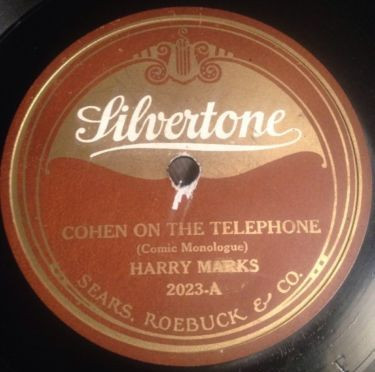 Silvertone
COHEN ON THE TELEPHONE
(Comic Monologue)
HARRY MARKS
2023-A
SEARS, ROEBUCK & CO.